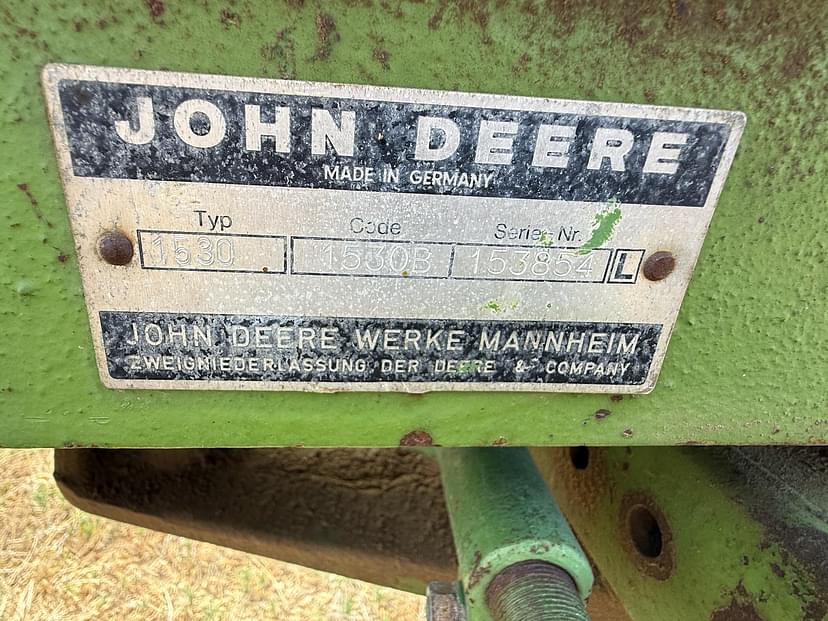 JOHN DEERE
MADE IN GERMANY
Typ Code Serien-Nr.
1530 1530B 153854 L
JOHN DEERE WERKE MANNHEIM
ZWEIGNIEDERLASSUNG DER DEERE & COMPANY